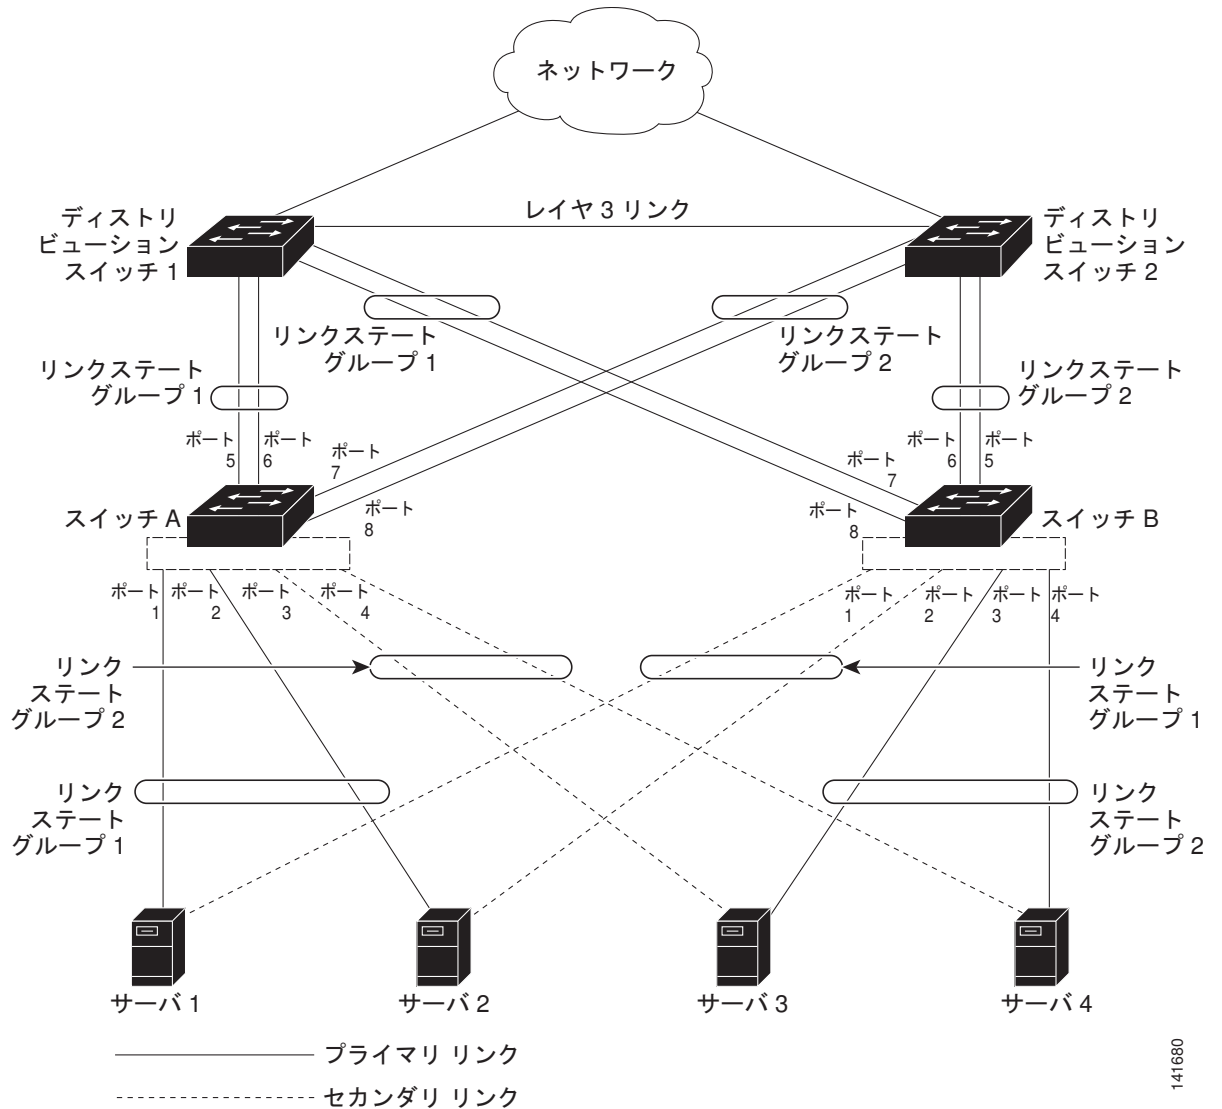 ネットワーク
レイヤ 3 リンク
ディストリ
ビューション
スイッチ 1
ディストリ
ビューション
スイッチ 2
リンクステート
グループ 1
リンクステート
グループ 2
リンクステート
グループ 1
リンクステート
グループ 2
ポート
5
ポート
6
ポート
7
ポート
8
ポート
7
ポート
8
ポート
6
ポート
5
スイッチ A
スイッチ B
ポート
1
ポート
2
ポート
3
ポート
4
ポート
1
ポート
2
ポート
3
ポート
4
リンク
ステート
グループ 2
リンク
ステート
グループ 1
リンク
ステート
グループ 1
リンク
ステート
グループ 2
サーバ 1
サーバ 2
サーバ 3
サーバ 4
プライマリ リンク
セカンダリ リンク
141680